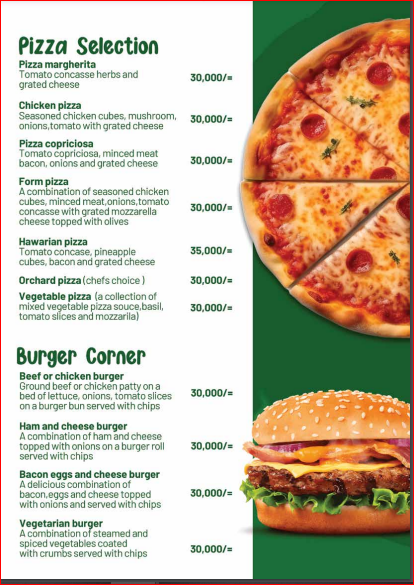 Pizza Selection
Pizza margherita
Tomato concasse herbs and
grated cheese
30,000/=
Chicken pizza
Seasoned chicken cubes, mushroom,
onions,tomato with grated cheese
30,000/=
Pizza copriciosa
Tomato copriciosa, minced meat
bacon, onions and grated cheese
30,000/=
Form pizza
A combination of seasoned chicken
cubes, minced meat,onions,tomato
concasse with grated mozzarella
cheese topped with olives
30,000/=
Hawarian pizza
Tomato concase, pineapple
cubes, bacon and grated cheese
35,000/=
Orchard pizza (chefs choice )
30,000/=
Vegetable pizza (a collection of
mixed vegetable pizza souce,basil,
tomato slices and mozzarila)
30,000/=
Burger Corner
Beef or chicken burger
Ground beef or chicken patty on a
bed of lettuce, onions, tomato slices
on a burger bun served with chips
30,000/=
Ham and cheese burger
A combination of ham and cheese
topped with onions on a burger roll
served with chips
30,000/=
Bacon eggs and cheese burger
A delicious combination of
bacon,eggs and cheese topped
with onions and served with chips
30,000/=
Vegetarian burger
A combination of steamed and
spiced vegetables coated
with crumbs served with chips
30,000/=